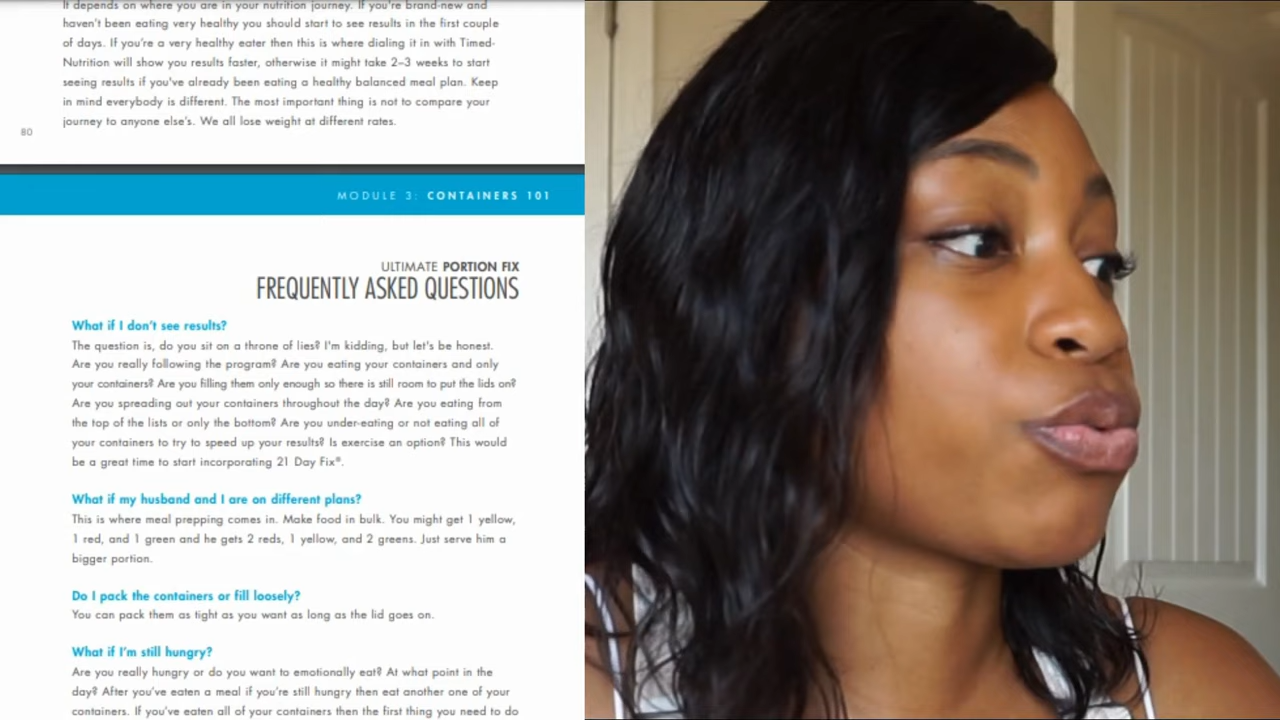 It depends on where you are in your nutrition journey. If you're brand-new and
haven't been eating very healthy you should start to see results in the first couple
of days. If you're a very healthy eater then this is where dialing it in with Timed-
Nutrition will show you results faster, otherwise it might take 2–3 weeks to start
seeing results if you've already been eating a healthy balanced meal plan. Keep
in mind everybody is different. The most important thing is not to compare your
journey to anyone else's. We all lose weight at different rates.
80
MODULE 3: CONTAINERS 101
ULTIMATE PORTION FIX
FREQUENTLY ASKED QUESTIONS
What if I don't see results?
The question is, do you sit on a throne of lies? I'm kidding, but let's be honest.
Are you really following the program? Are you eating your containers and only
your containers? Are you filling them only enough so there is still room to put the lids on?
Are you spreading out your containers throughout the day? Are you eating from
the top of the lists or only the bottom? Are you under-eating or not eating all of
your containers to try to speed up your results? Is exercise an option? This would
be a great time to start incorporating 21 Day Fix®.
What if my husband and I are on different plans?
This is where meal prepping comes in. Make food in bulk. You might get 1 yellow,
1 red, and 1 green and he gets 2 reds, 1 yellow, and 2 greens. Just serve him a
bigger portion.
Do I pack the containers or fill loosely?
You can pack them as tight as you want as long as the lid goes on.
What if I'm still hungry?
Are you really hungry or do you want to emotionally eat? At what point in the
day? After you've eaten a meal if you're still hungry then eat another one of your
containers. If you've eaten all of your containers then the first thing you need to do